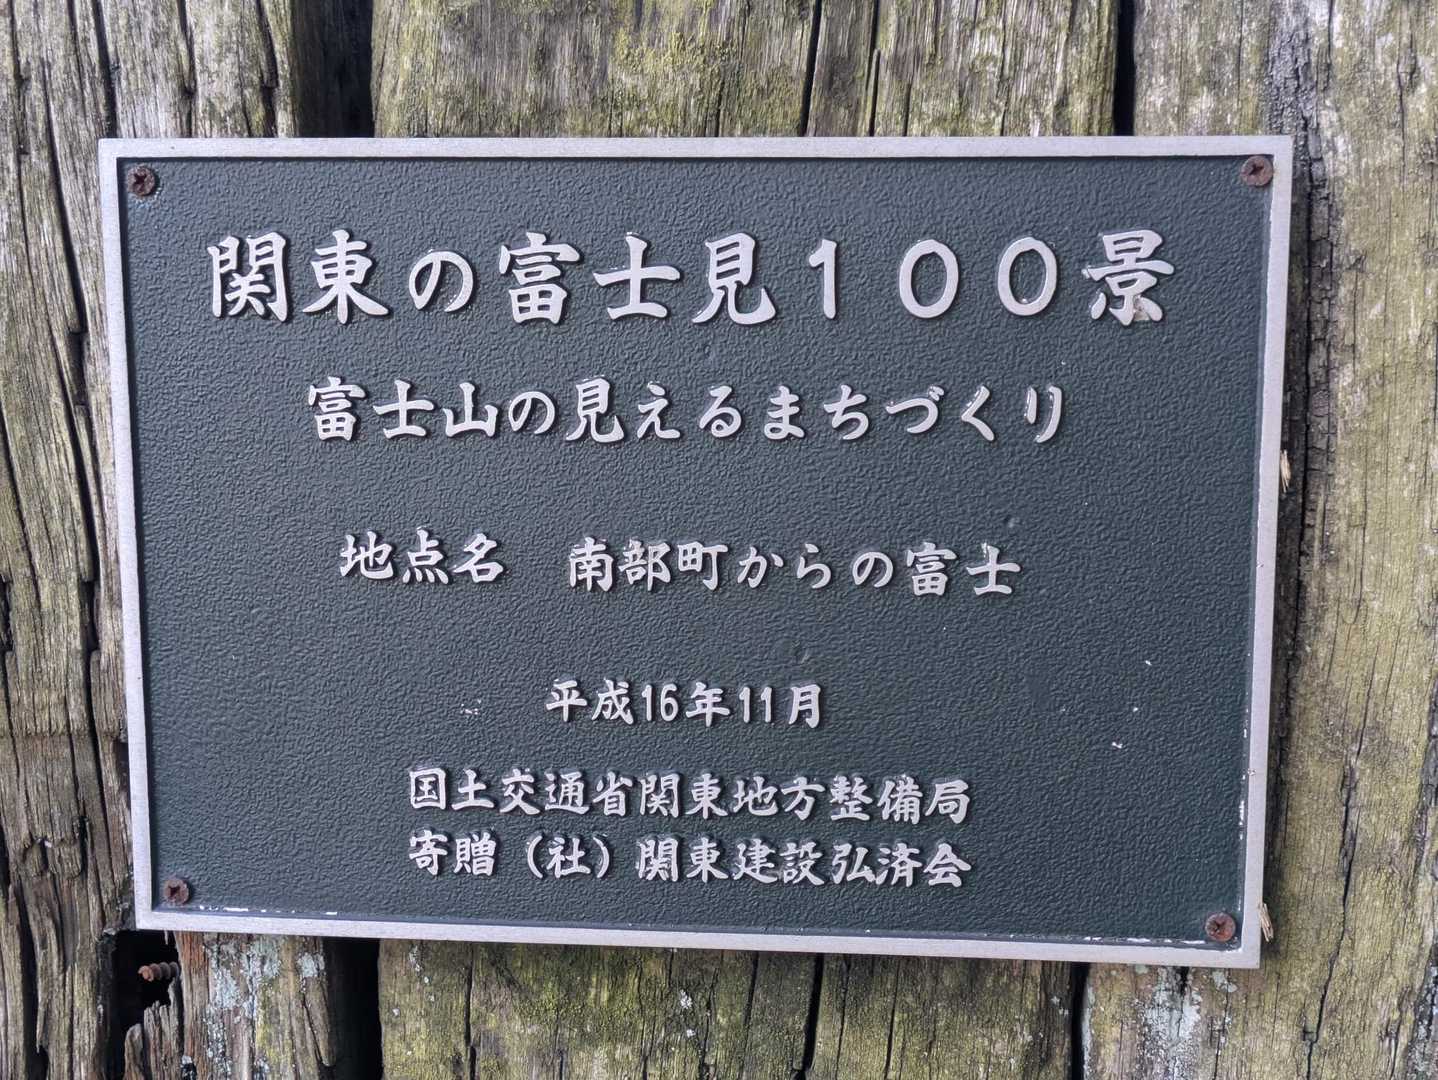 関東の富士見１００景
富士山の見えるまちづくり
地点名　南部町からの富士
平成16年11月
国土交通省関東地方整備局
寄贈（社）関東建設弘済会